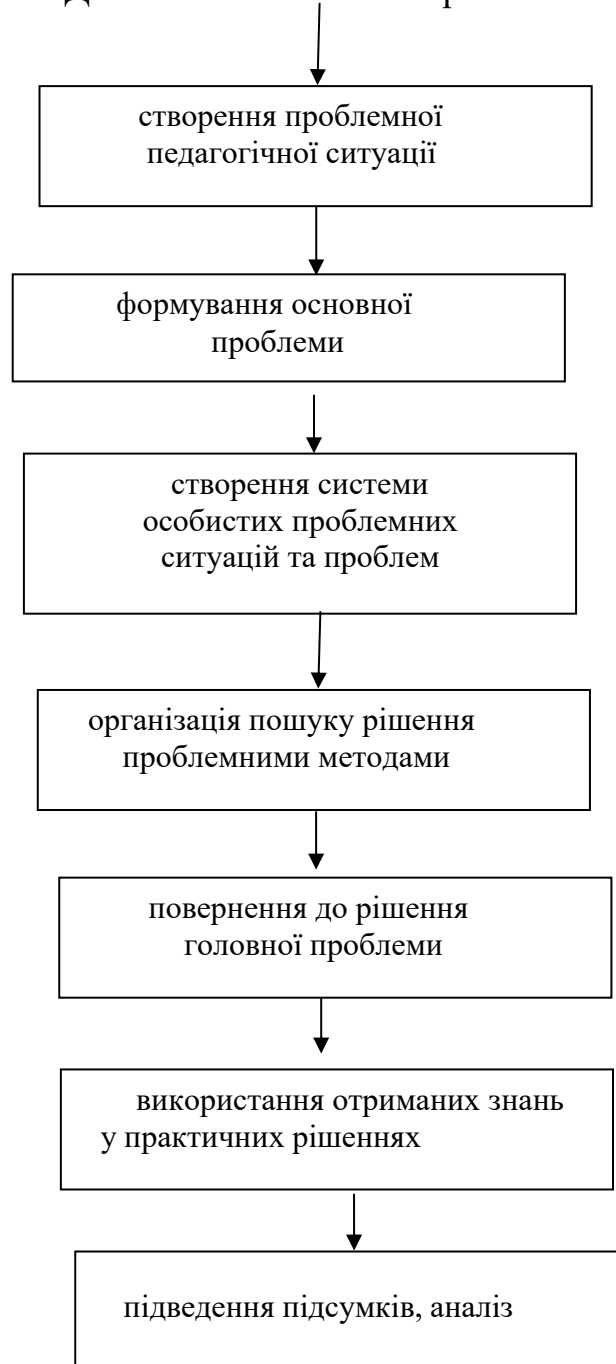 створення проблемної
педагогічної ситуації
формування основної
проблеми
створення системи
особистих проблемних
ситуацій та проблем
організація пошуку рішення
проблемними методами
повернення до рішення
головної проблеми
використання отриманих знань
у практичних рішеннях
підведення підсумків, аналіз